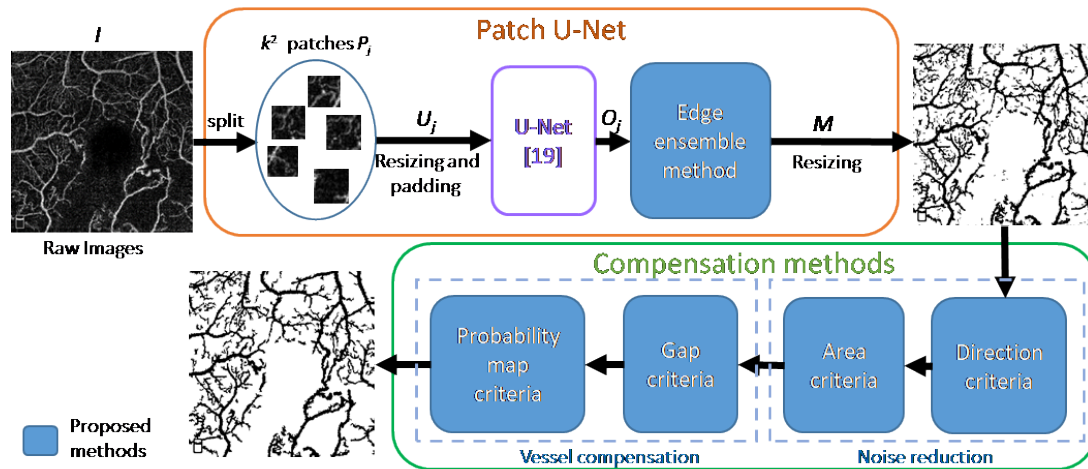 I
Patch U-Net
k² patches Pj
split
Uj
Resizing and
padding
U-Net
[19]
Oj
Edge
ensemble
method
M
Resizing
Raw Images
Compensation methods
Probability
map
criteria
Gap
criteria
Area
criteria
Direction
criteria
Proposed
methods
Vessel compensation
Noise reduction